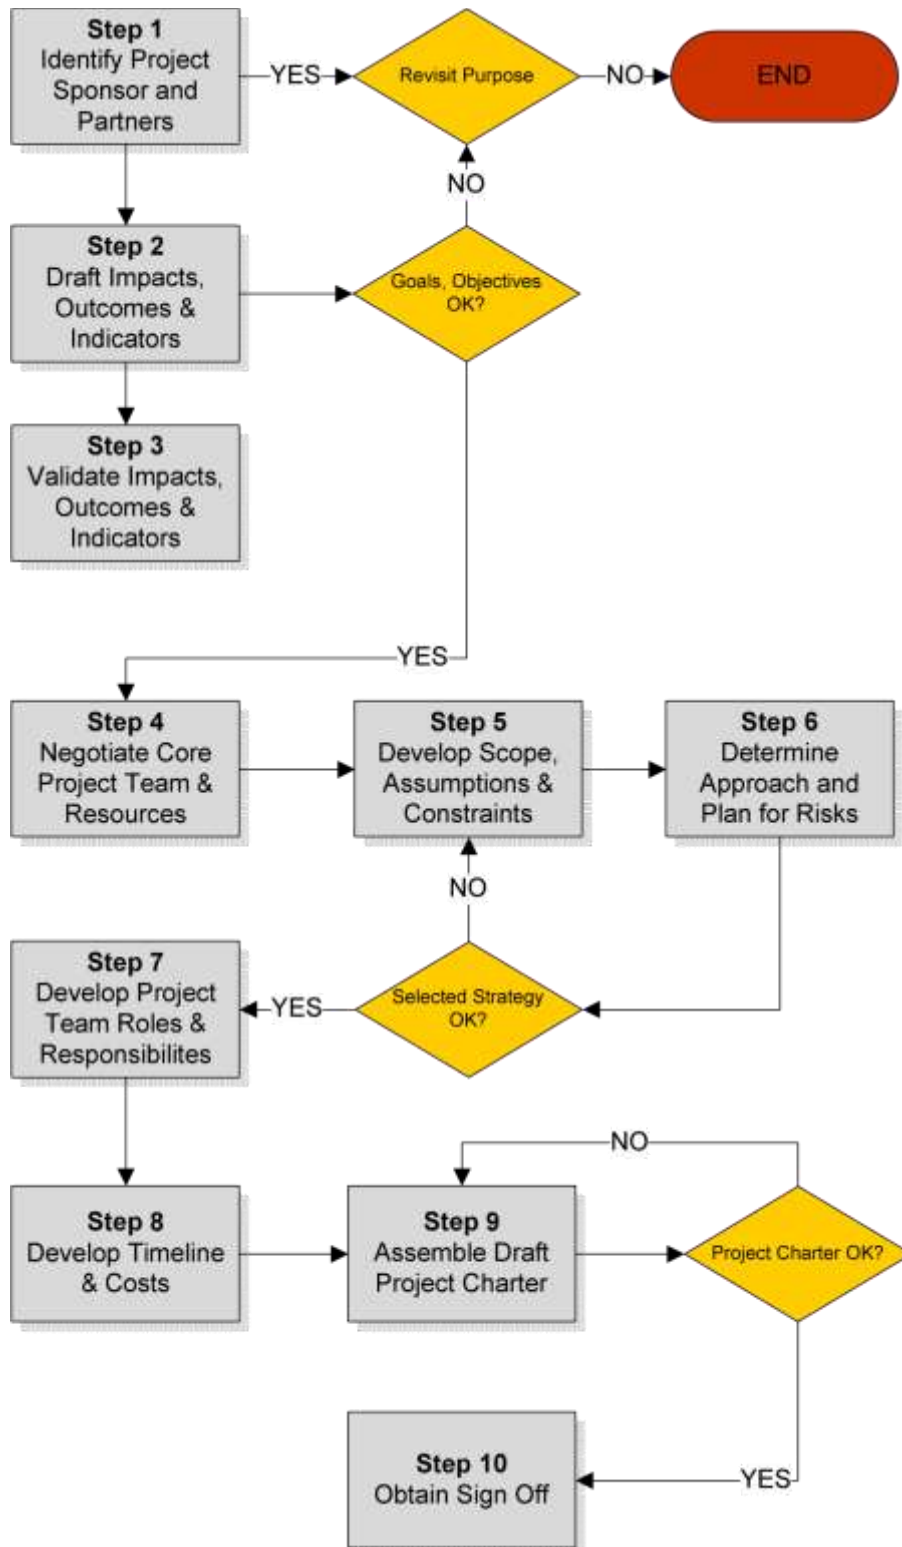 Step 1
Identify Project
Sponsor and
Partners
YES
Revisit Purpose
NO
END
NO
Step 2
Draft Impacts,
Outcomes &
Indicators
Goals, Objectives
OK?
Step 3
Validate Impacts,
Outcomes &
Indicators
YES
Step 4
Negotiate Core
Project Team &
Resources
Step 5
Develop Scope,
Assumptions &
Constraints
Step 6
Determine
Approach and
Plan for Risks
NO
Step 7
Develop Project
Team Roles &
Responsibilites
YES
Selected Strategy
OK?
NO
Step 8
Develop Timeline
& Costs
Step 9
Assemble Draft
Project Charter
Project Charter OK?
Step 10
Obtain Sign Off
YES